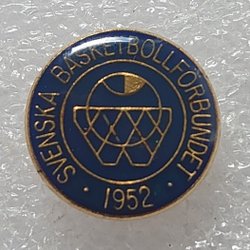 SVENSKA BASKETBOLLFÖRBUNDET
· 1952 ·